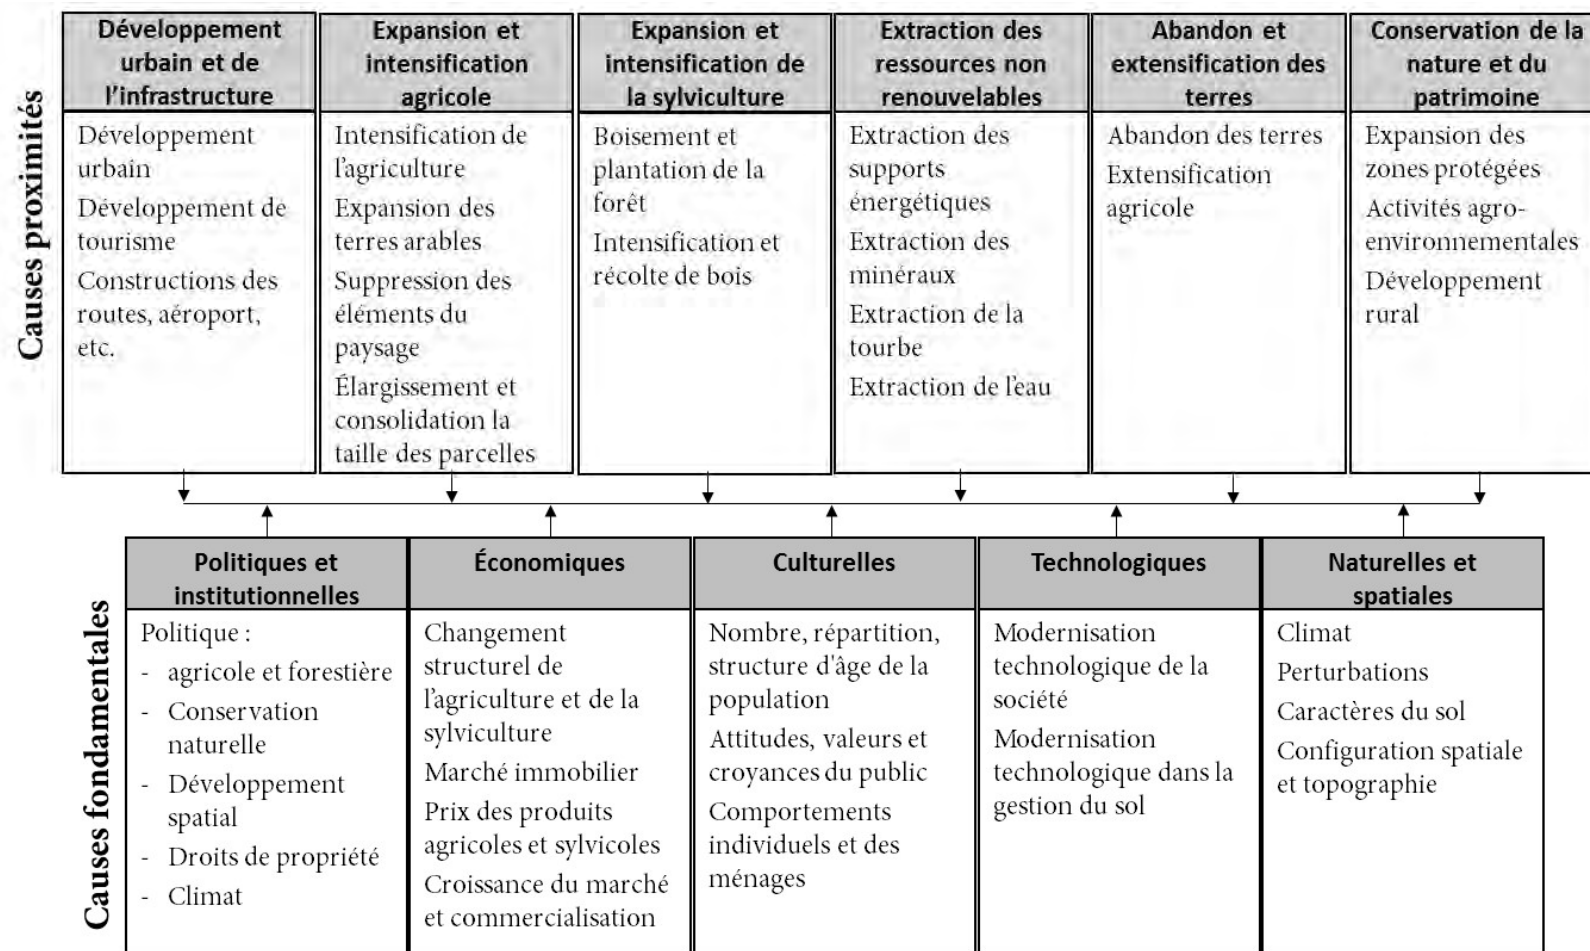 Causes proximités
Développement
urbain et de
l'infrastructure
Développement
urbain
Développement de
tourisme
Constructions des
routes, aéroport,
etc.
Expansion et
intensification
agricole
Intensification de
l'agriculture
Expansion des
terres arables
Suppression des
éléments du
paysage
Élargissement et
consolidation la
taille des parcelles
Expansion et
intensification de
la sylviculture
Boisement et
plantation de la
forêt
Intensification et
récolte de bois
Extraction des
ressources non
renouvelables
Extraction des
supports
énergétiques
Extraction des
minéraux
Extraction de la
tourbe
Extraction de l'eau
Abandon et
extensification des
terres
Abandon des terres
Extensification
agricole
Conservation de la
nature et du
patrimoine
Expansion des
zones protégées
Activités agro-
environnementales
Développement
rural
Causes fondamentales
Politiques et
institutionnelles
Politique :
- agricole et forestière
- Conservation
naturelle
- Développement
spatial
- Droits de propriété
- Climat
Économiques
Changement
structurel de
l'agriculture et de la
sylviculture
Marché immobilier
Prix des produits
agricoles et sylvicoles
Croissance du marché
et commercialisation
Culturelles
Nombre, répartition,
structure d'âge de la
population
Attitudes, valeurs et
croyances du public
Comportements
individuels et des
ménages
Technologiques
Modernisation
technologique de la
société
Modernisation
technologique dans la
gestion du sol
Naturelles et
spatiales
Climat
Perturbations
Caractères du sol
Configuration spatiale
et topographie